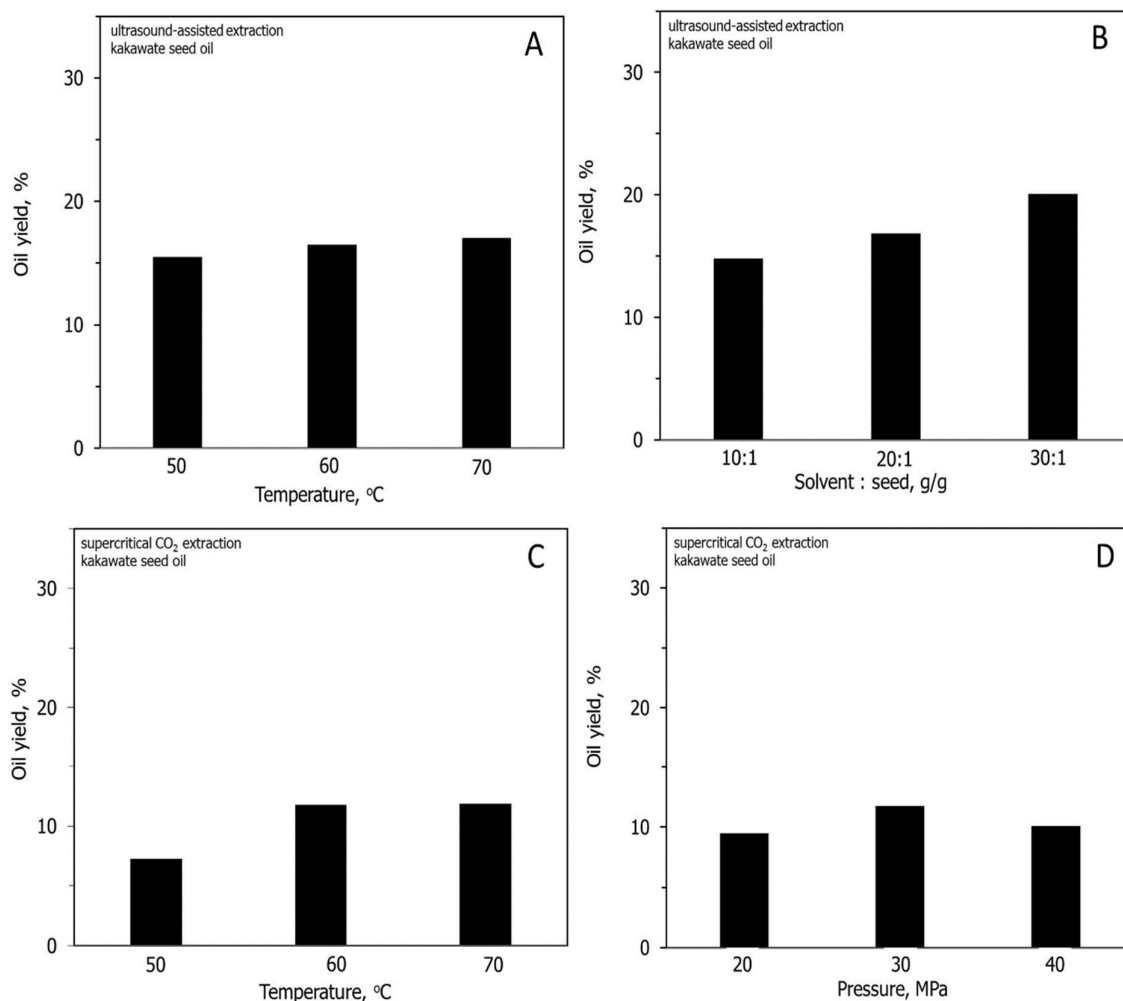 ultrasound-assisted extraction
kakawate seed oil
A
30
20
10
0
Oil yield, %
50 60 70
Temperature, °C
ultrasound-assisted extraction
kakawate seed oil
B
30
20
10
0
Oil yield, %
10:1 20:1 30:1
Solvent : seed, g/g
supercritical CO₂ extraction
kakawate seed oil
C
30
20
10
0
Oil yield, %
50 60 70
Temperature, °C
supercritical CO₂ extraction
kakawate seed oil
D
30
20
10
0
Oil yield, %
20 30 40
Pressure, MPa